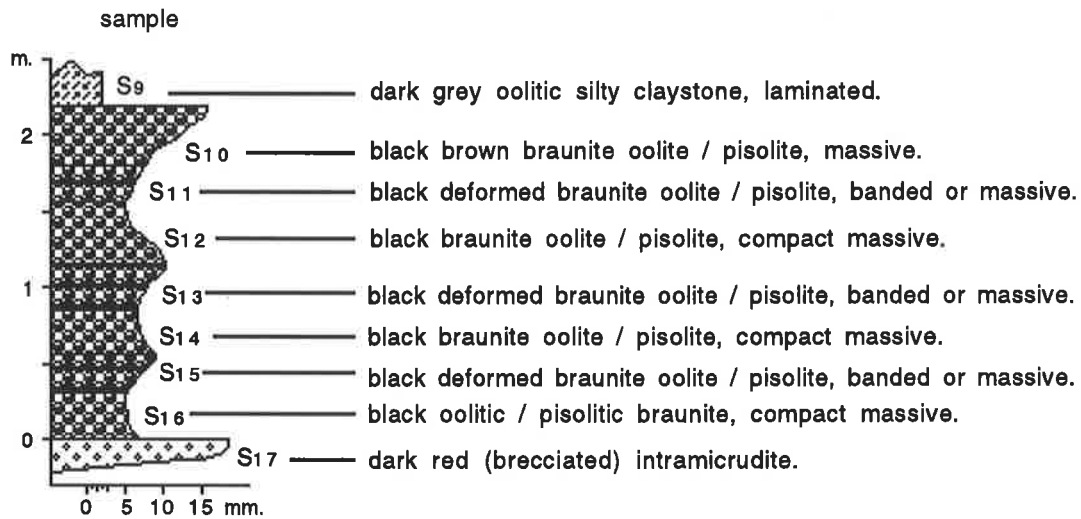 sample
m.
S9 dark grey oolitic silty claystone, laminated.
2
S10 black brown braunite oolite / pisolite, massive.
S11 black deformed braunite oolite / pisolite, banded or massive.
S12 black braunite oolite / pisolite, compact massive.
1
S13 black deformed braunite oolite / pisolite, banded or massive.
S14 black braunite oolite / pisolite, compact massive.
S15 black deformed braunite oolite / pisolite, banded or massive.
S16 black oolitic / pisolitic braunite, compact massive.
0
S17 dark red (brecciated) intramicrudite.
0 5 10 15 mm.